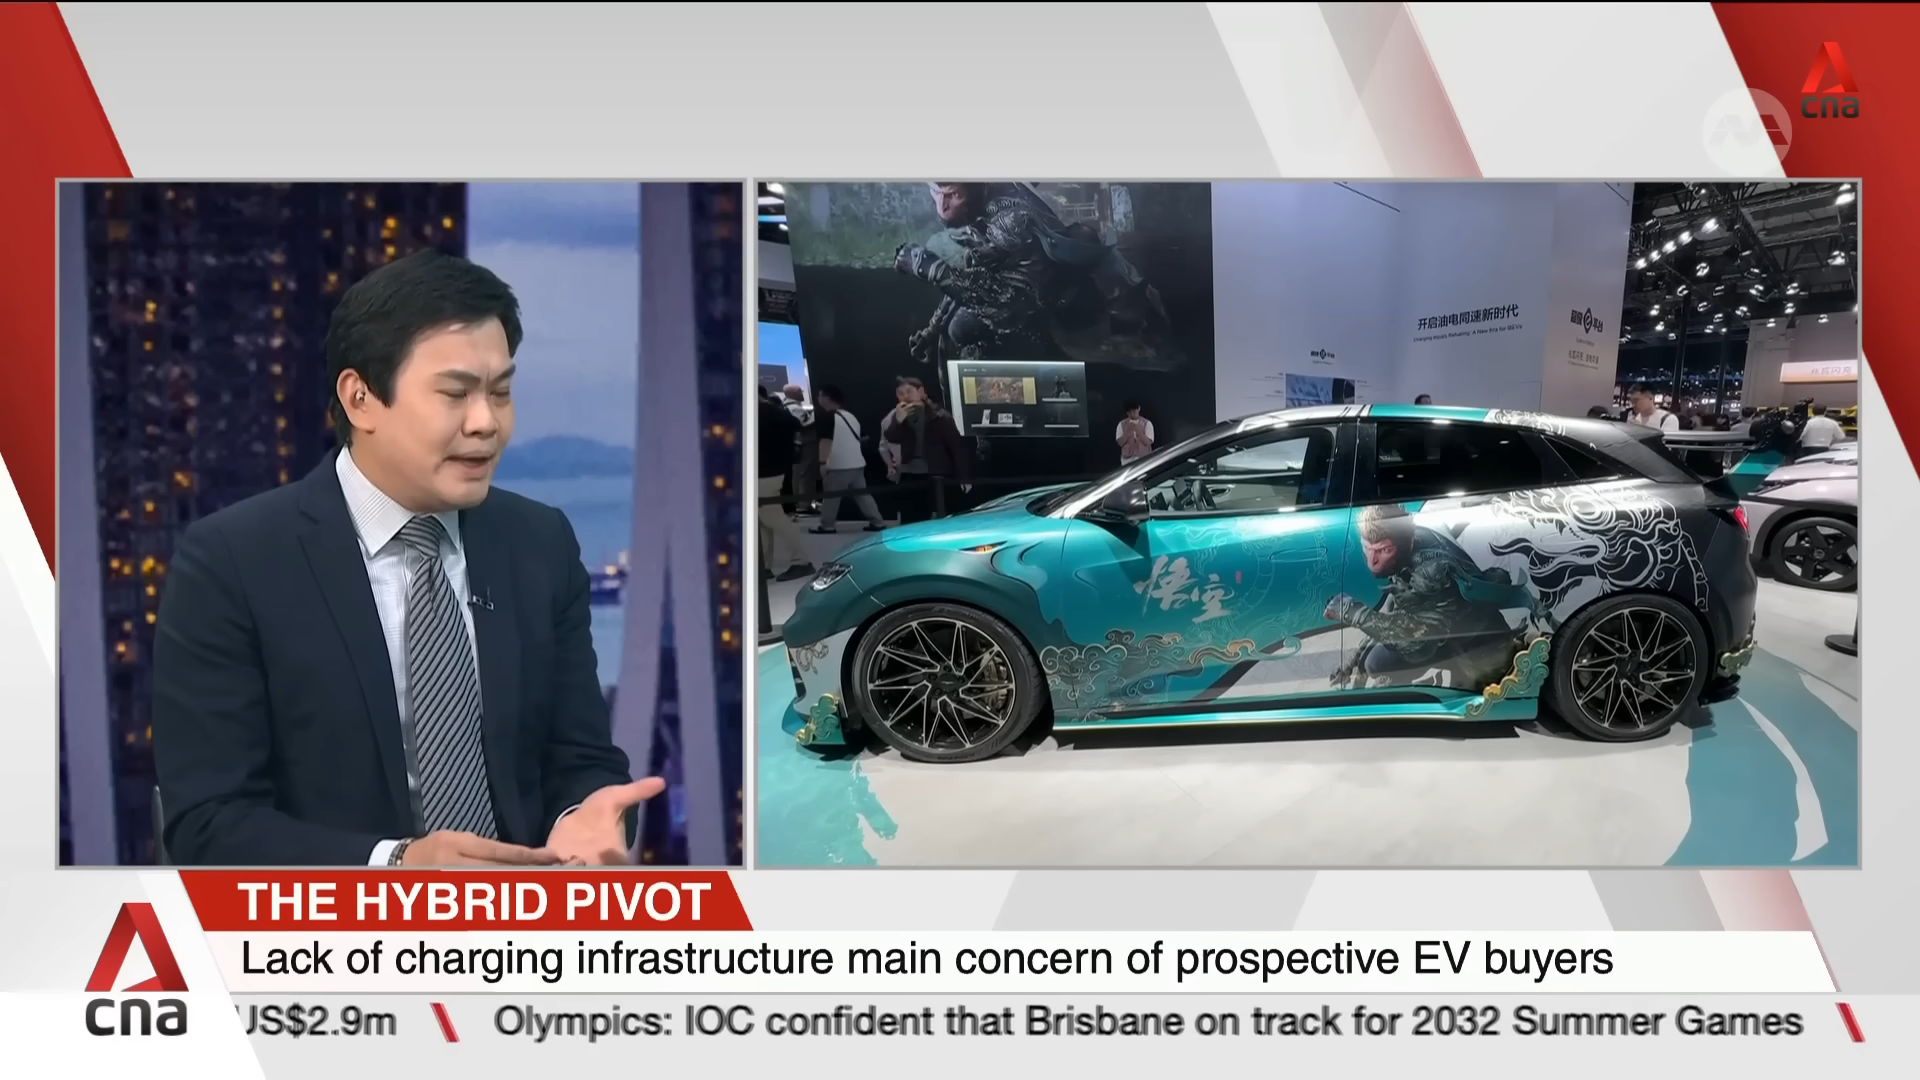 cna
开启油电同速新时代
悟空
THE HYBRID PIVOT
Lack of charging infrastructure main concern of prospective EV buyers
cna
US$2.9m \ Olympics: IOC confident that Brisbane on track for 2032 Summer Games \